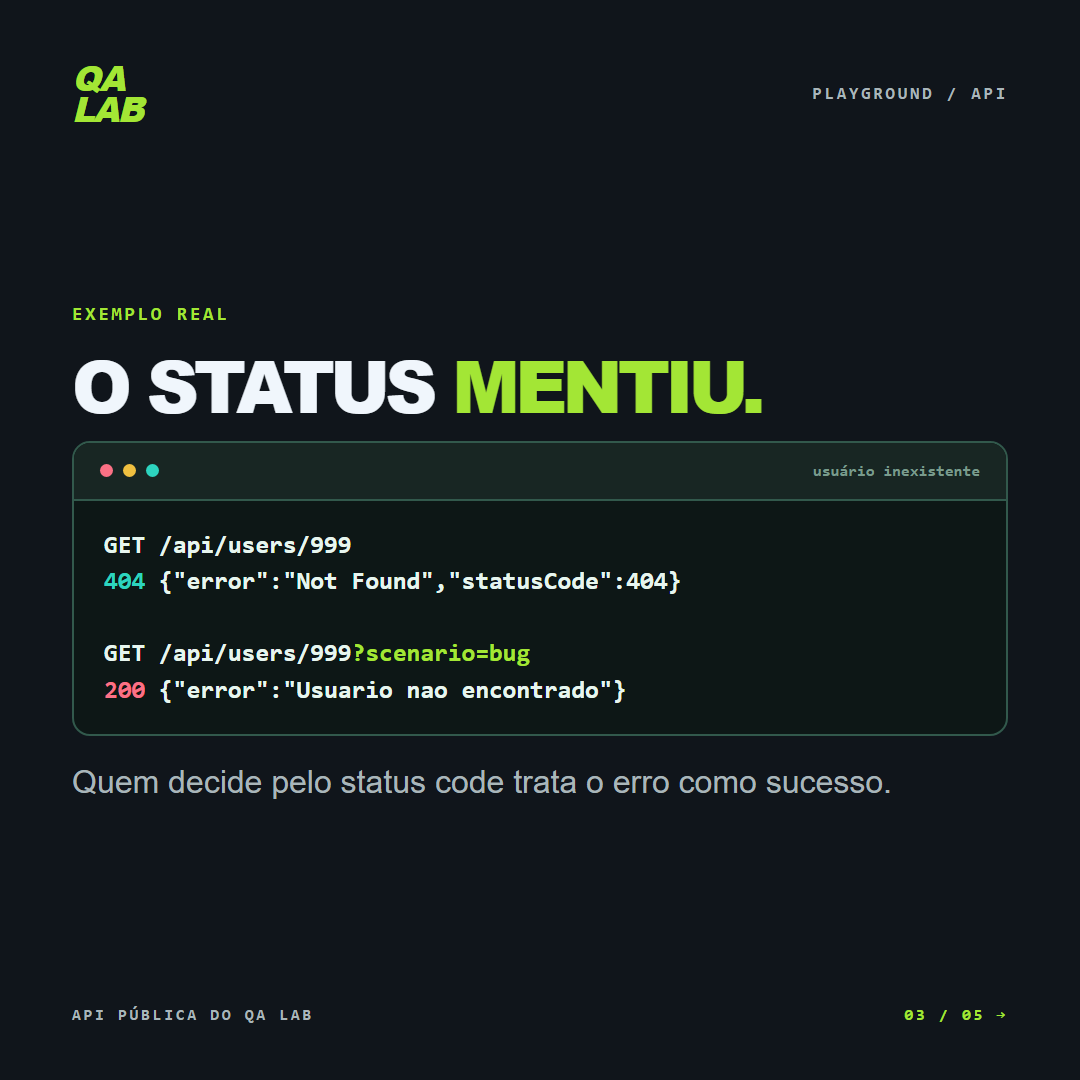 QA
LAB
PLAYGROUND / API
EXEMPLO REAL
O STATUS MENTIU.
usuário inexistente
GET /api/users/999
404 {"error":"Not Found","statusCode":404}
GET /api/users/999?scenario=bug
200 {"error":"Usuario nao encontrado"}
Quem decide pelo status code trata o erro como sucesso.
API PÚBLICA DO QA LAB
03 / 05 →